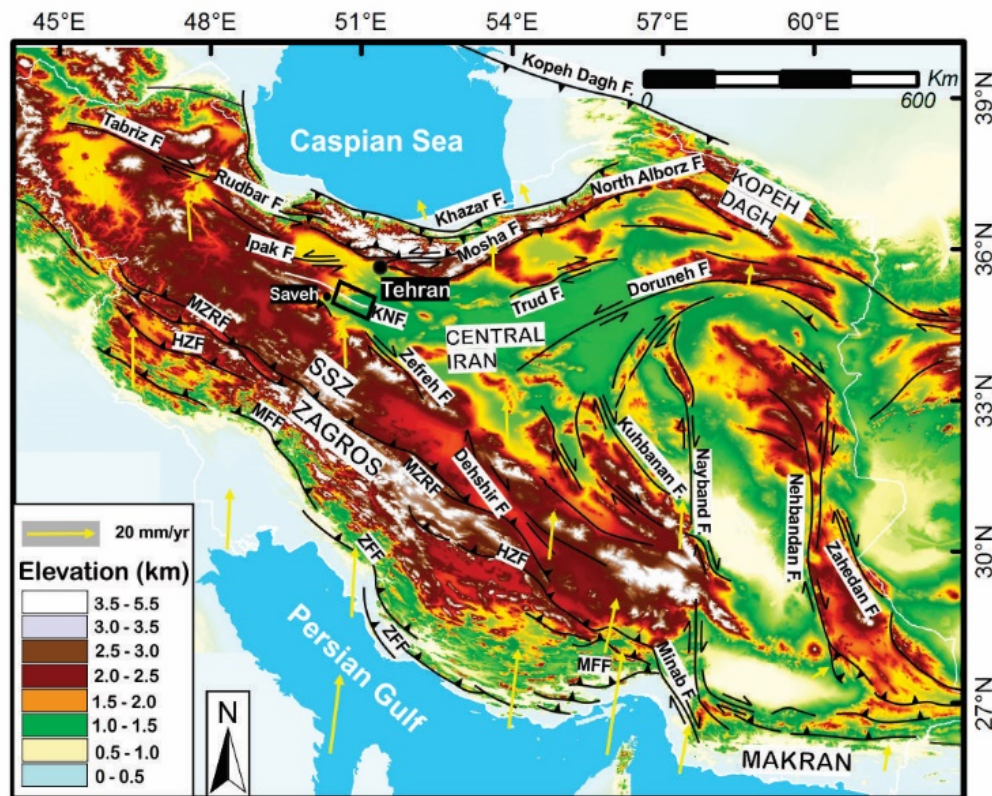 45°E 48°E 51°E 54°E 57°E 60°E
Kopeh Dagh F.
Km
0
600
39°N
Tabriz F.
Caspian Sea
Rudbar F.
Khazar F.
North Alborz F.
KOPEH
DAGH
Mosha F.
36°N
Ipak F.
Tehran
Saveh
KNF.
Trud F.
Doruneh F.
MZRF
HZF
CENTRAL
IRAN
SSZ
Zefreh F.
33°N
MFF
ZAGROS
MZRF
Dehshir F.
Kuhbanan F.
Nayband F.
Nehbandan F.
Zahedan F.
30°N
ZFF
HZF
Persian Gulf
ZFF
MFF
Minab F.
27°N
MAKRAN
20 mm/yr
Elevation (km)
3.5 - 5.5
3.0 - 3.5
2.5 - 3.0
2.0 - 2.5
1.5 - 2.0
1.0 - 1.5
0.5 - 1.0
0 - 0.5
N